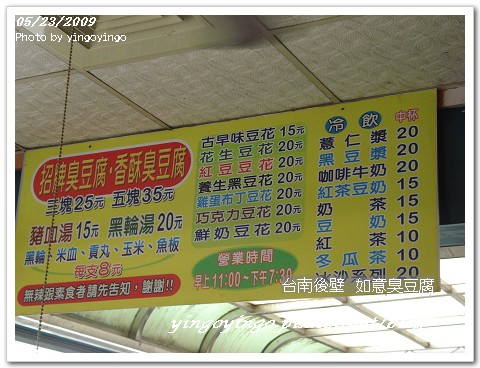 05/23/2009
Photo by yingoyingo
招牌臭豆腐·香酥臭豆腐
三塊25元 五塊35元
豬血湯15元 黑輪湯20元
黑輪、米血、貢丸、玉米、魚板
每支8元
無辣跟素食者請先告知，謝謝!!
古早味豆花15元
花生豆花20元
紅豆豆花20元
養生黑豆花20元
雞蛋布丁豆花20元
巧克力豆花20元
鮮奶豆花20元
營業時間
早上11:00~下午7:30
冷飲 中杯
薏仁漿 20
黑豆漿 20
咖啡牛奶 20
紅茶豆奶 15
奶茶 15
豆奶 15
紅茶 10
冬瓜茶 10
冰沙系列 20
台南後壁 如意臭豆腐